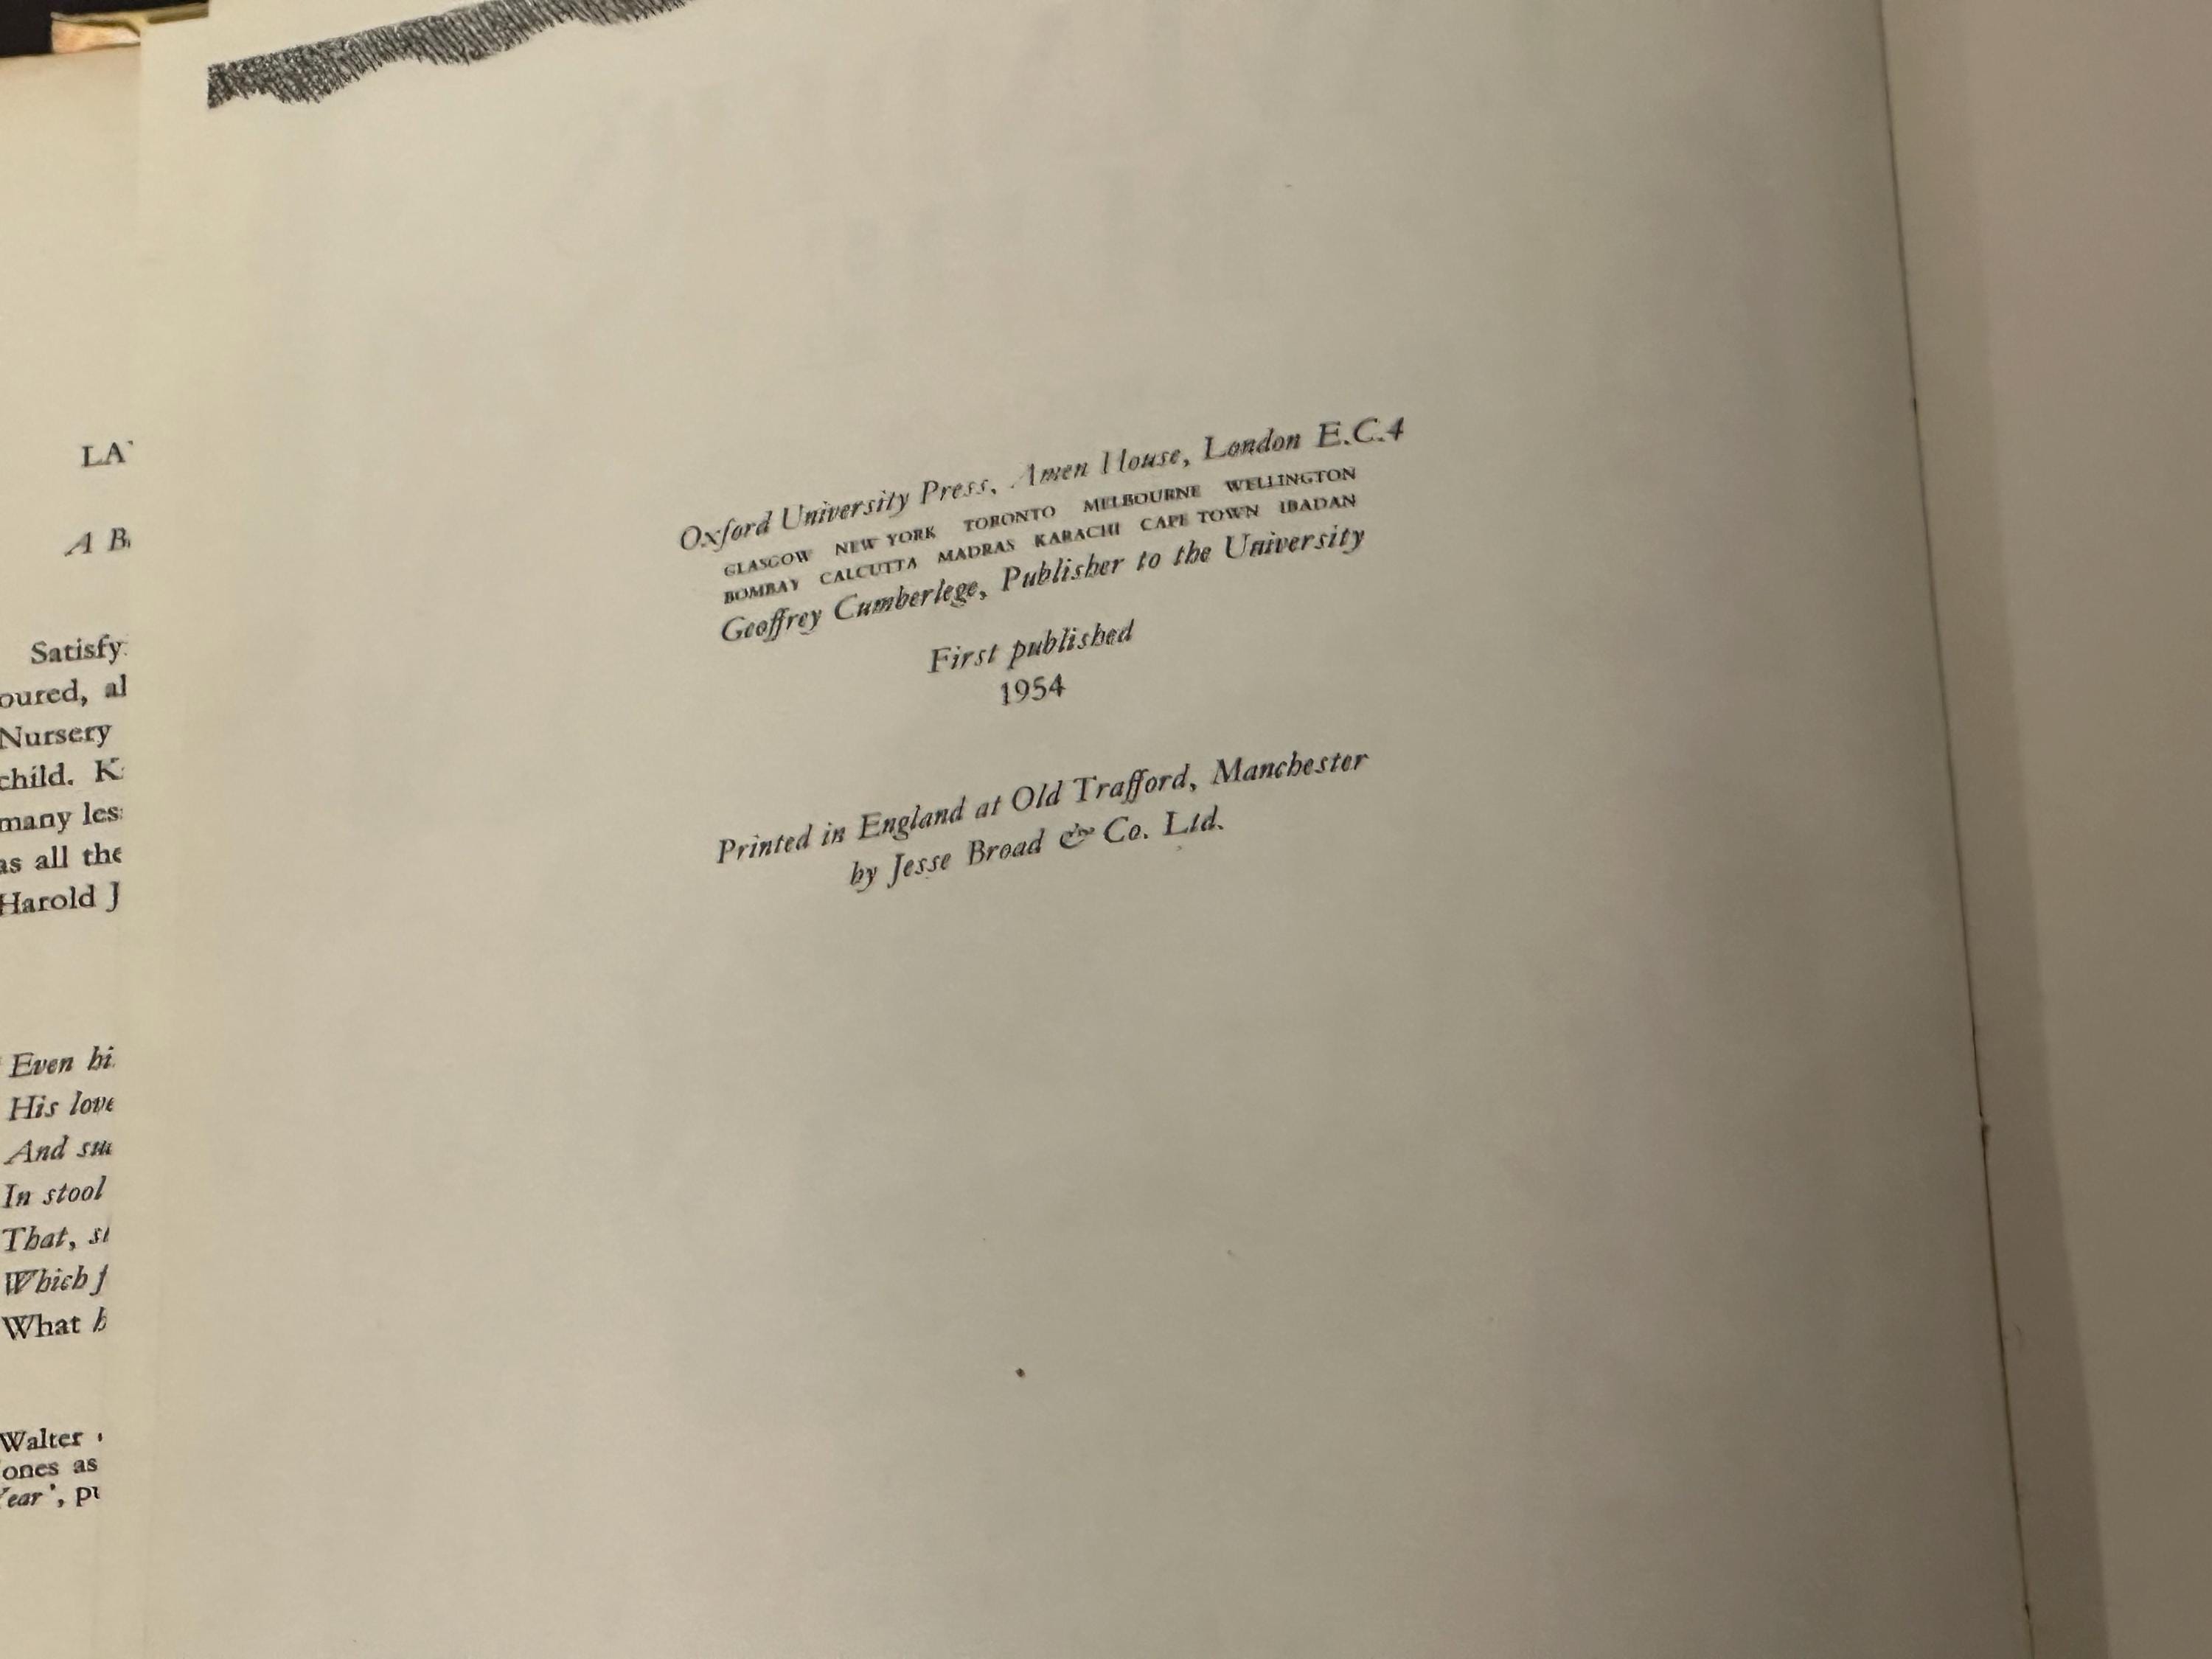 LA
A B
Satisfy
oured, al
Nursery
child. K
many les
as all the
Harold J
Even hi
His love
And su
In stool
That, s
Which f
What h
Walter
ones as
Year', pu
Oxford University Press, Amen House, London E.C.4
GLASGOW NEW YORK TORONTO MELBOURNE WELLINGTON
BOMBAY CALCUTTA MADRAS KARACHI CAPE TOWN IBADAN
Geoffrey Cumberlege, Publisher to the University
First published
1954
Printed in England at Old Trafford, Manchester
by Jesse Broad & Co. Ltd.